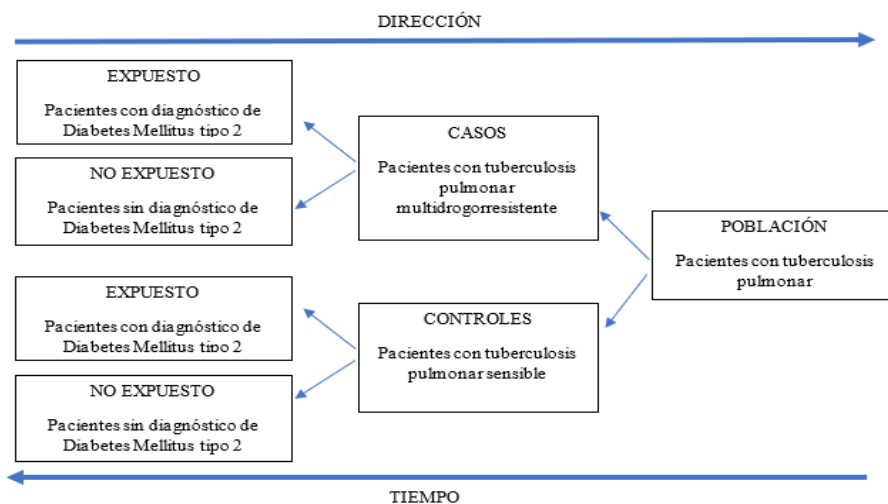 DIRECCIÓN
EXPUESTO
Pacientes con diagnóstico de
Diabetes Mellitus tipo 2
NO EXPUESTO
Pacientes sin diagnóstico de
Diabetes Mellitus tipo 2
CASOS
Pacientes con tuberculosis
pulmonar
multidrogorresistente
POBLACIÓN
Pacientes con tuberculosis
pulmonar
EXPUESTO
Pacientes con diagnóstico de
Diabetes Mellitus tipo 2
NO EXPUESTO
Pacientes sin diagnóstico de
Diabetes Mellitus tipo 2
CONTROLES
Pacientes con tuberculosis
pulmonar sensible
TIEMPO